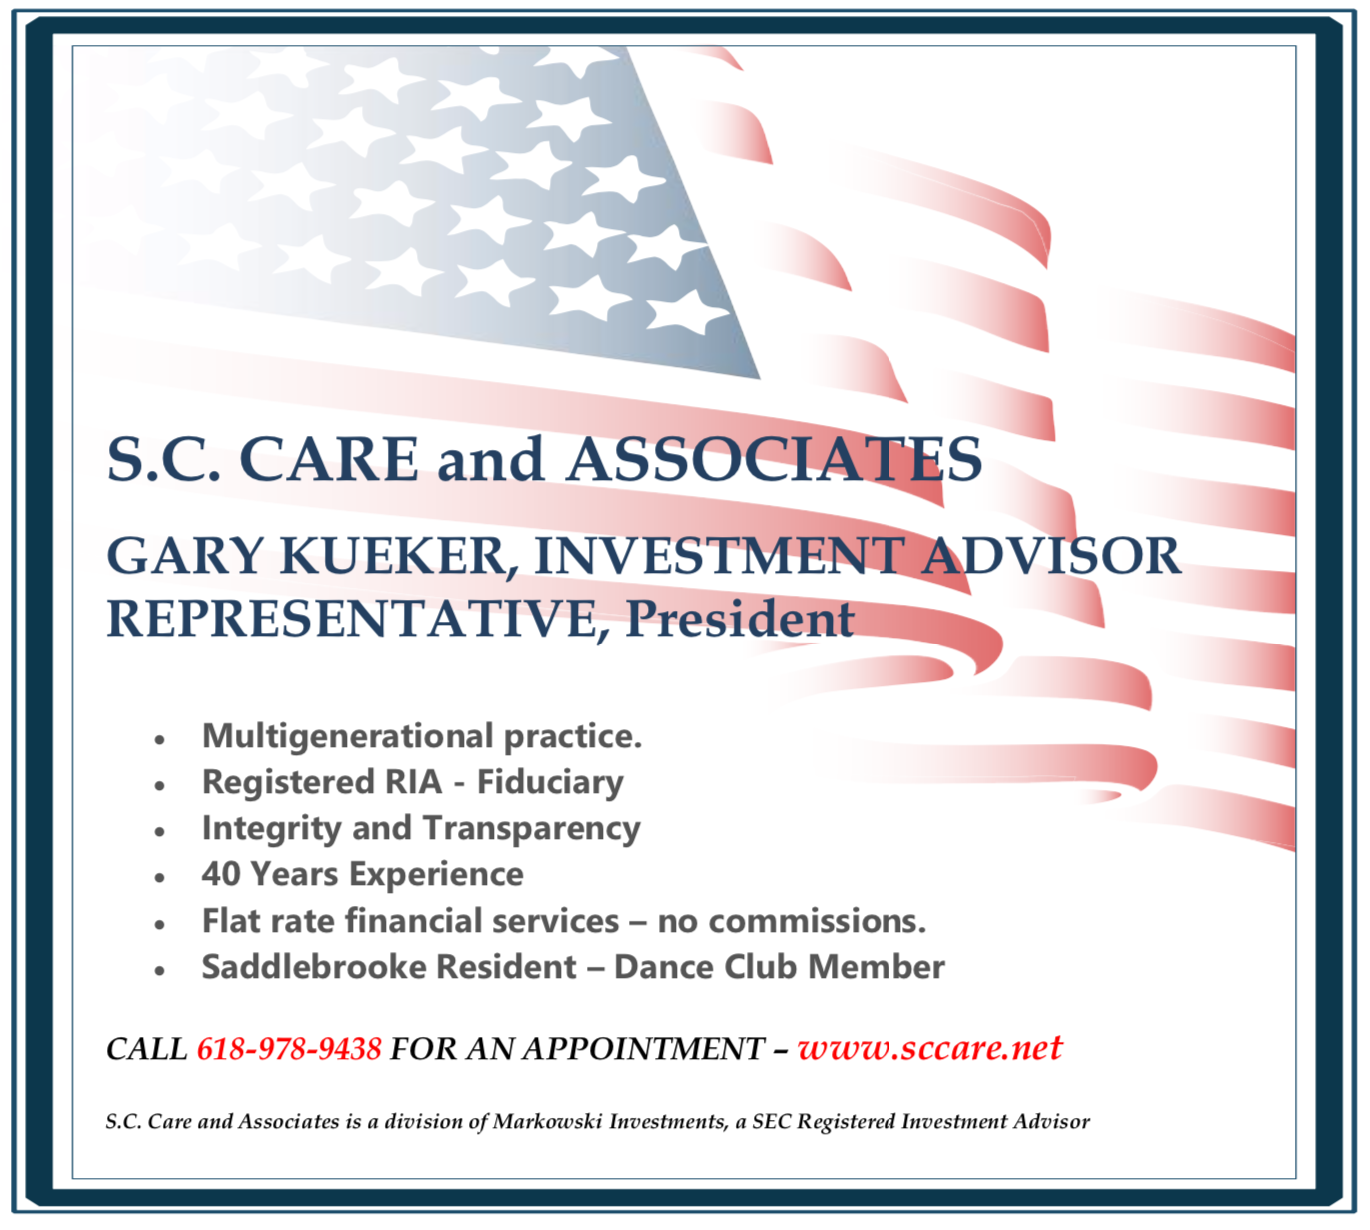 S.C. CARE and ASSOCIATES
GARY KUEKER, INVESTMENT ADVISOR
REPRESENTATIVE, President
• Multigenerational practice.
• Registered RIA - Fiduciary
• Integrity and Transparency
• 40 Years Experience
• Flat rate financial services – no commissions.
• Saddlebrooke Resident – Dance Club Member
CALL 618-978-9438 FOR AN APPOINTMENT – www.sccare.net
S.C. Care and Associates is a division of Markowski Investments, a SEC Registered Investment Advisor